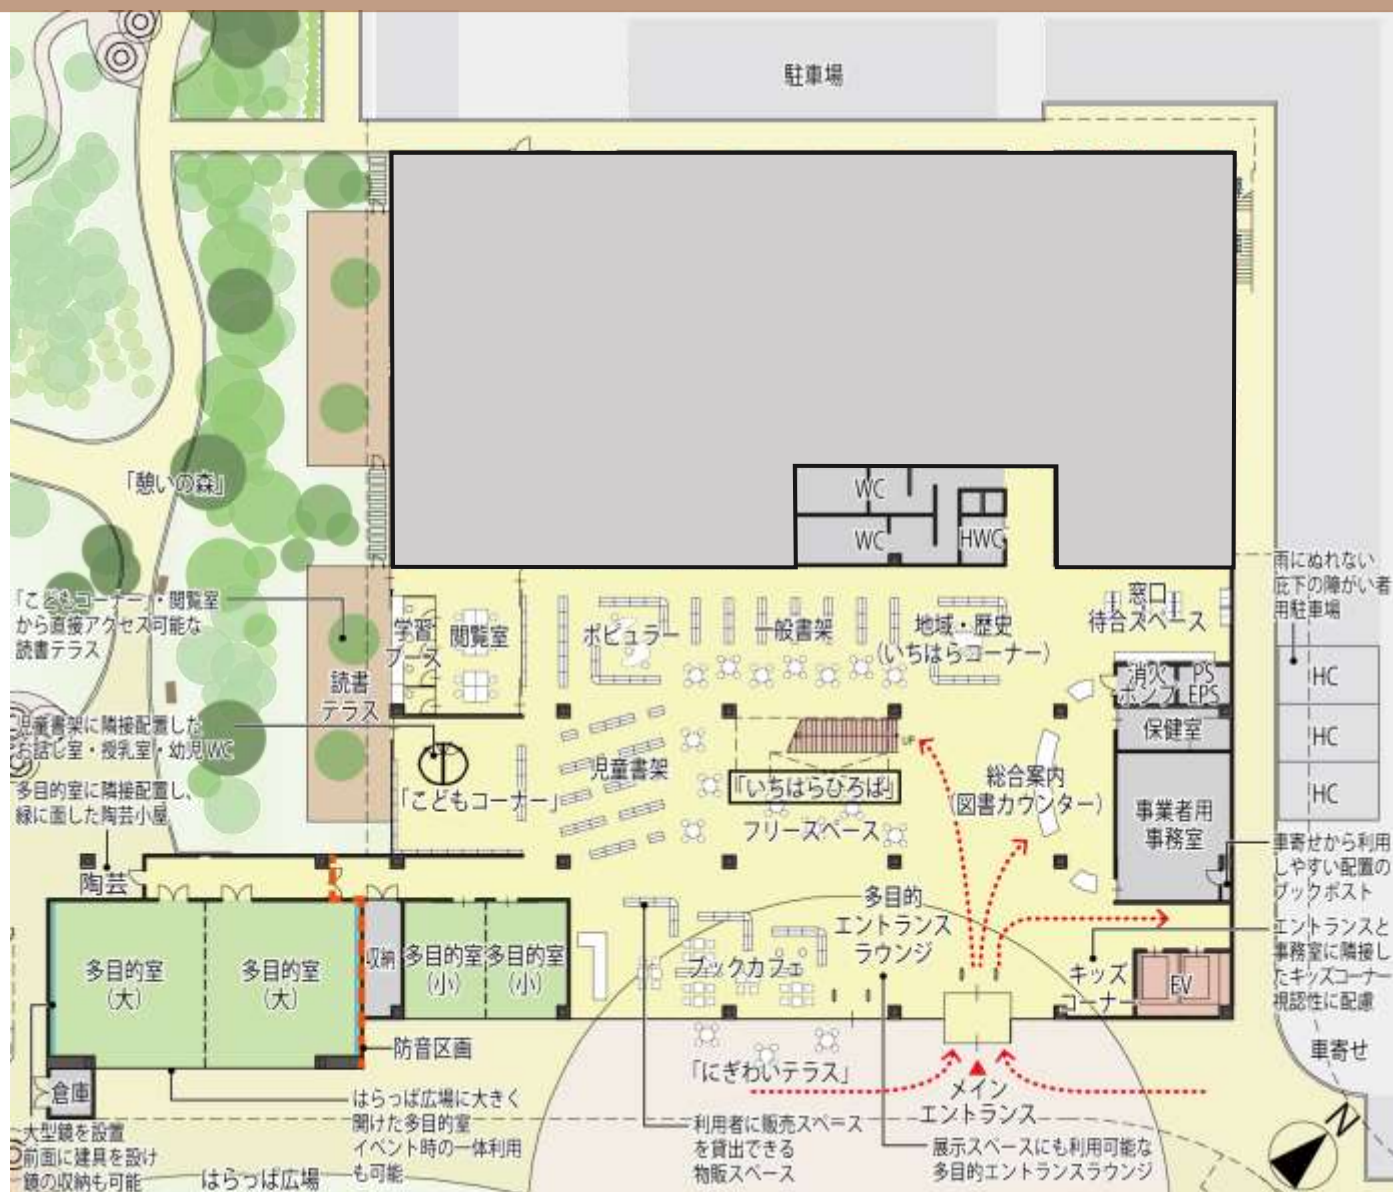 駐車場
「憩いの森」
WC
WC
HWC
雨にぬれない
庇下の障がい者
用駐車場
「こどもコーナー」・閲覧室
から直接アクセス可能な
読書テラス
学習
ブース
閲覧室
ポピュラー
一般書架
地域・歴史
(いちはらコーナー)
窓口
待合スペース
消火
ポンプ
PS
EPS
HC
HC
HC
読書
テラス
児童書架に隣接配置した
お話し室・授乳室・幼児WC
保健室
UP
児童書架
「いちはらひろば」
フリースペース
総合案内
(図書カウンター)
事業者用
事務室
「こどもコーナー」
多目的室に隣接配置し、
緑に面した陶芸小屋
陶芸
車寄せから利用
しやすい配置の
ブックポスト
多目的
エントランス
ラウンジ
エントランスと
事務室に隣接し
たキッズコーナー
視認性に配慮
多目的室
(大)
多目的室
(大)
収納
多目的室
(小)
多目的室
(小)
ブックカフェ
キッズ
コーナー
EV
防音区画
車寄せ
倉庫
「にぎわいテラス」
メイン
エントランス
N
大型鏡を設置
前面に建具を設け
鏡の収納も可能
はらっぱ広場
はらっぱ広場に大きく
開けた多目的室
イベント時の一体利用
も可能
利用者に販売スペース
を貸出できる
物販スペース
展示スペースにも利用可能な
多目的エントランスラウンジ